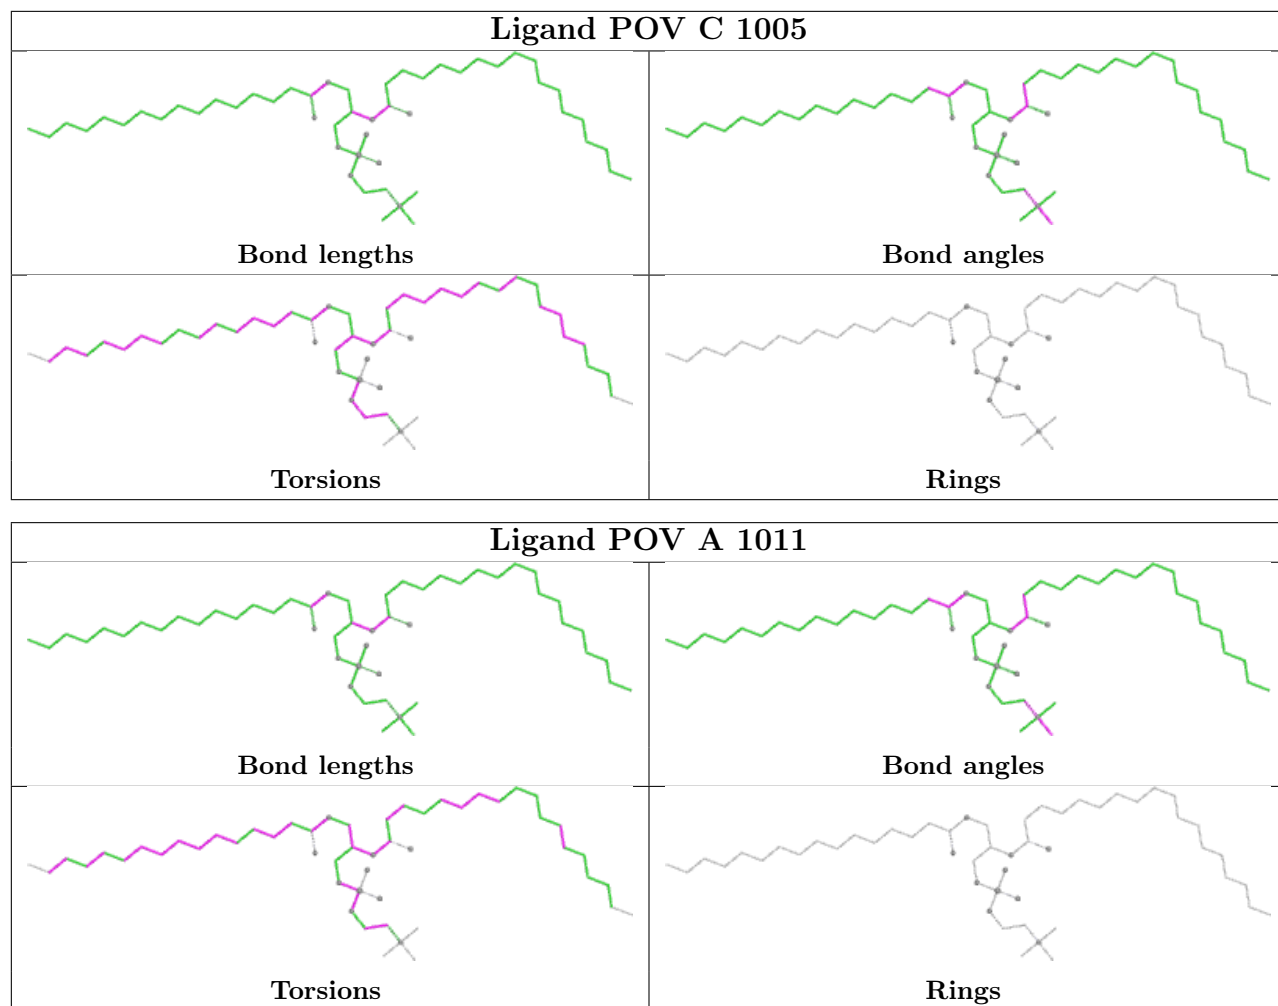 Ligand POV C 1005
Bond lengths
Bond angles
Torsions
Rings
Ligand POV A 1011
Bond lengths
Bond angles
Torsions
Rings